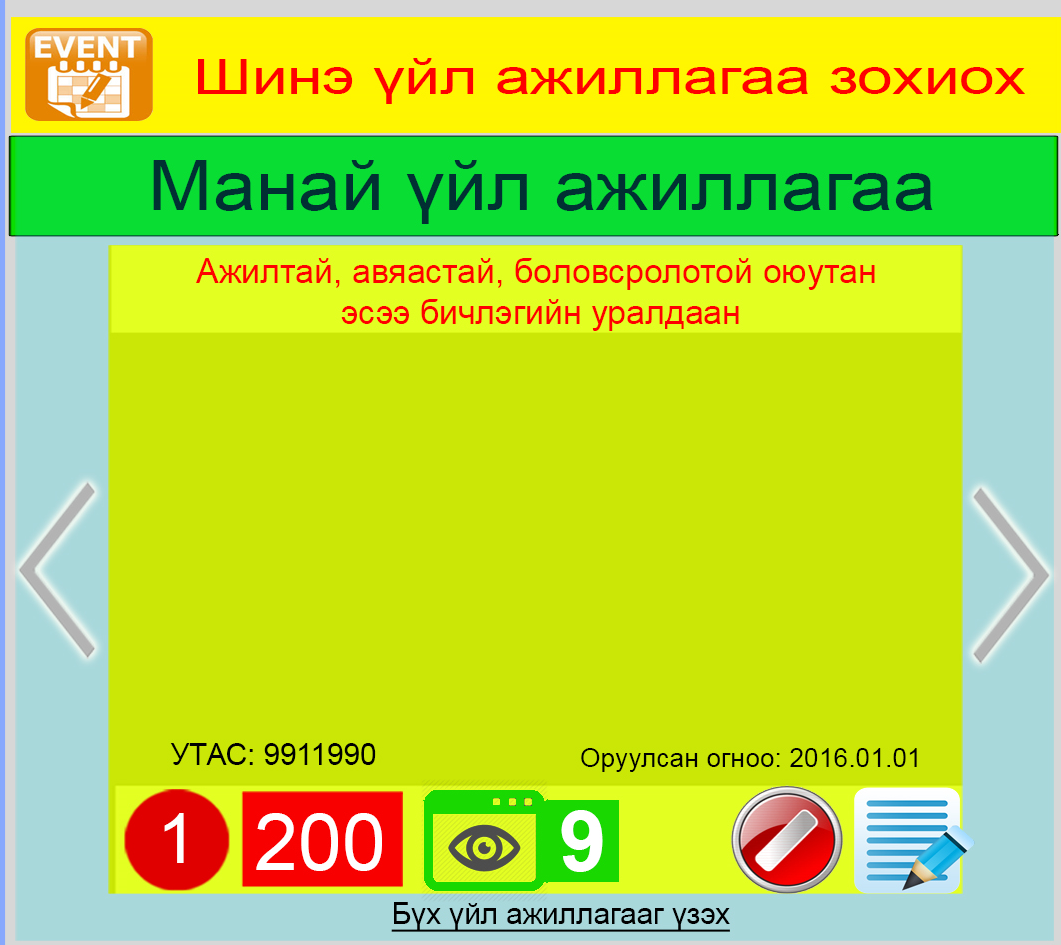 EVENT
Шинэ үйл ажиллагаа зохиох
Манай үйл ажиллагаа
Ажилтай, авяастай, боловсролотой оюутан
эсээ бичлэгийн уралдаан
УТАС: 9911990
Оруулсан огноо: 2016.01.01
1 200 9
Бүх үйл ажиллагааг үзэх